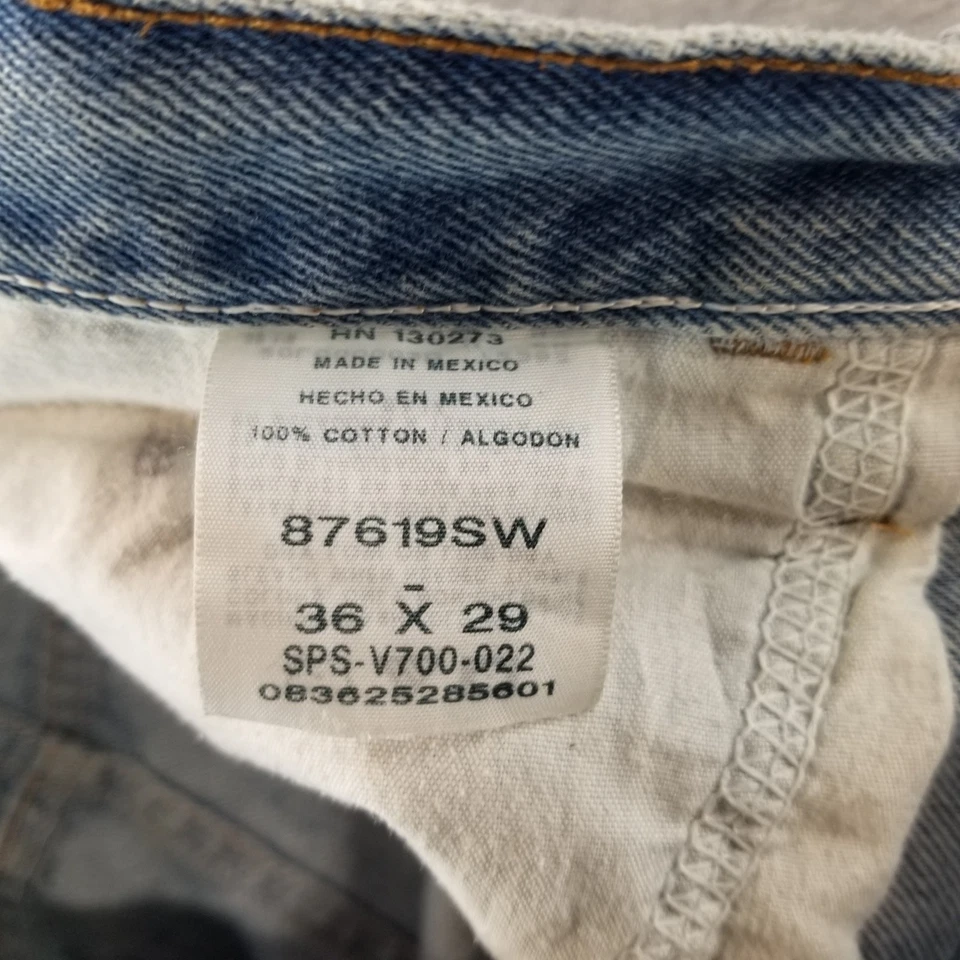 RN 130273
MADE IN MEXICO
HECHO EN MEXICO
100% COTTON / ALGODON
87619SW
36 X 29
SPS-V700-022
083625285601